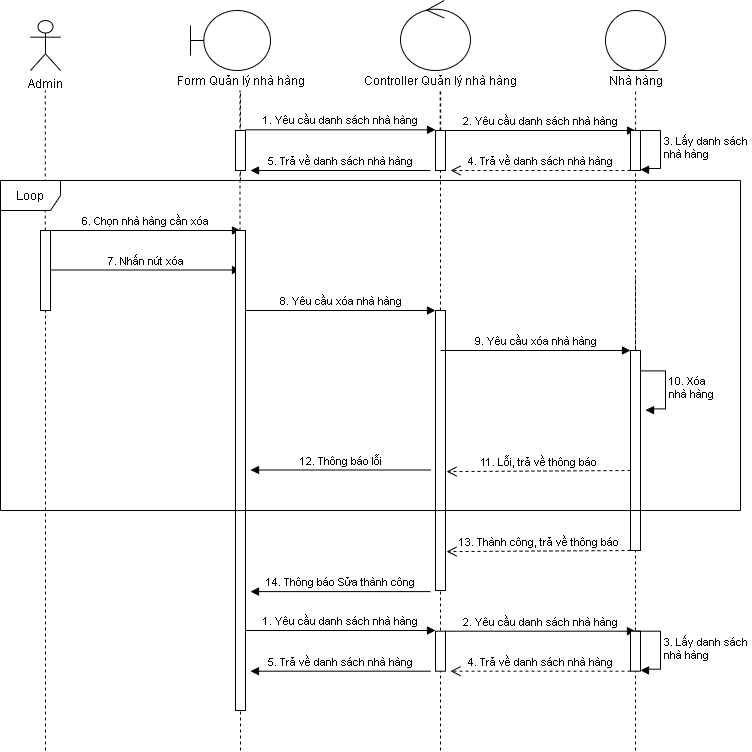 Admin
Form Quản lý nhà hàng
Controller Quản lý nhà hàng
Nhà hàng
1. Yêu cầu danh sách nhà hàng
2. Yêu cầu danh sách nhà hàng
3. Lấy danh sách
nhà hàng
5. Trả về danh sách nhà hàng
4. Trả về danh sách nhà hàng
Loop
6. Chọn nhà hàng cần xóa
7. Nhấn nút xóa
8. Yêu cầu xóa nhà hàng
9. Yêu cầu xóa nhà hàng
10. Xóa
nhà hàng
12. Thông báo lỗi
11. Lỗi, trả về thông báo
13. Thành công, trả về thông báo
14. Thông báo Sửa thành công
1. Yêu cầu danh sách nhà hàng
2. Yêu cầu danh sách nhà hàng
3. Lấy danh sách
nhà hàng
5. Trả về danh sách nhà hàng
4. Trả về danh sách nhà hàng